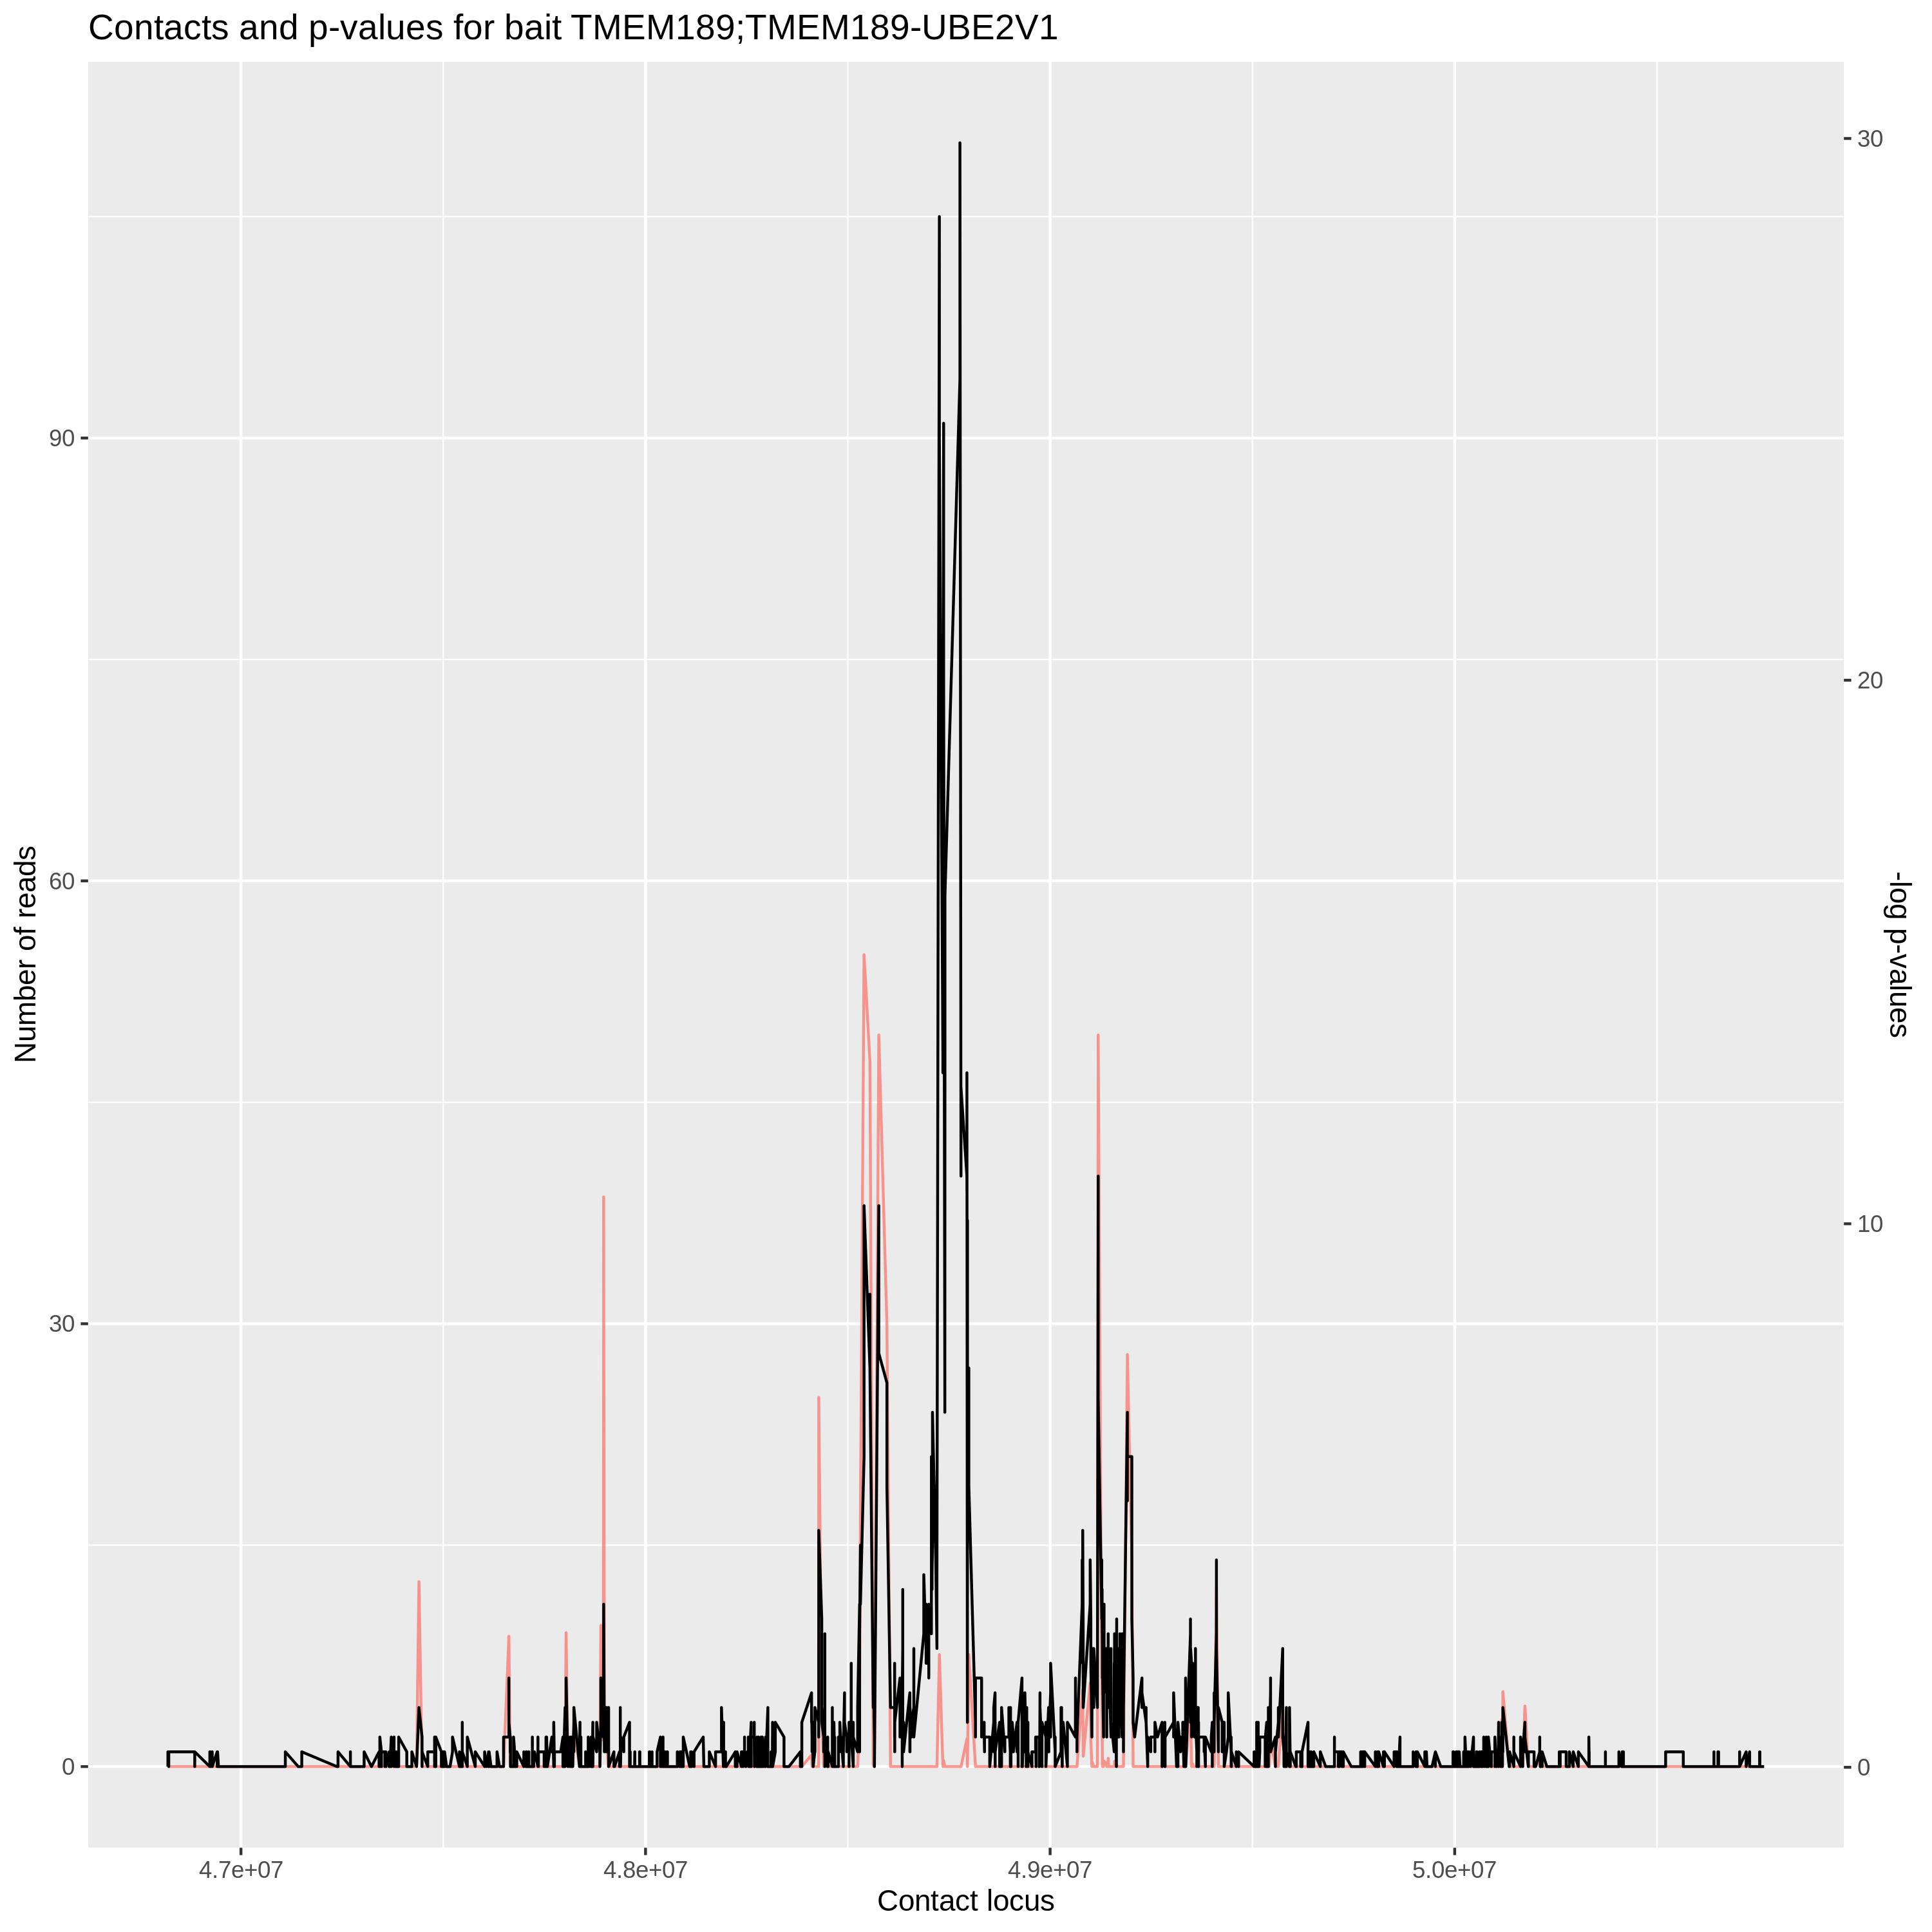 Contacts and p-values for bait TMEM189;TMEM189-UBE2V1
Number of reads
90
60
30
0
30
20
10
0
-log p-values
4.7e+07
4.8e+07
4.9e+07
5.0e+07
Contact locus